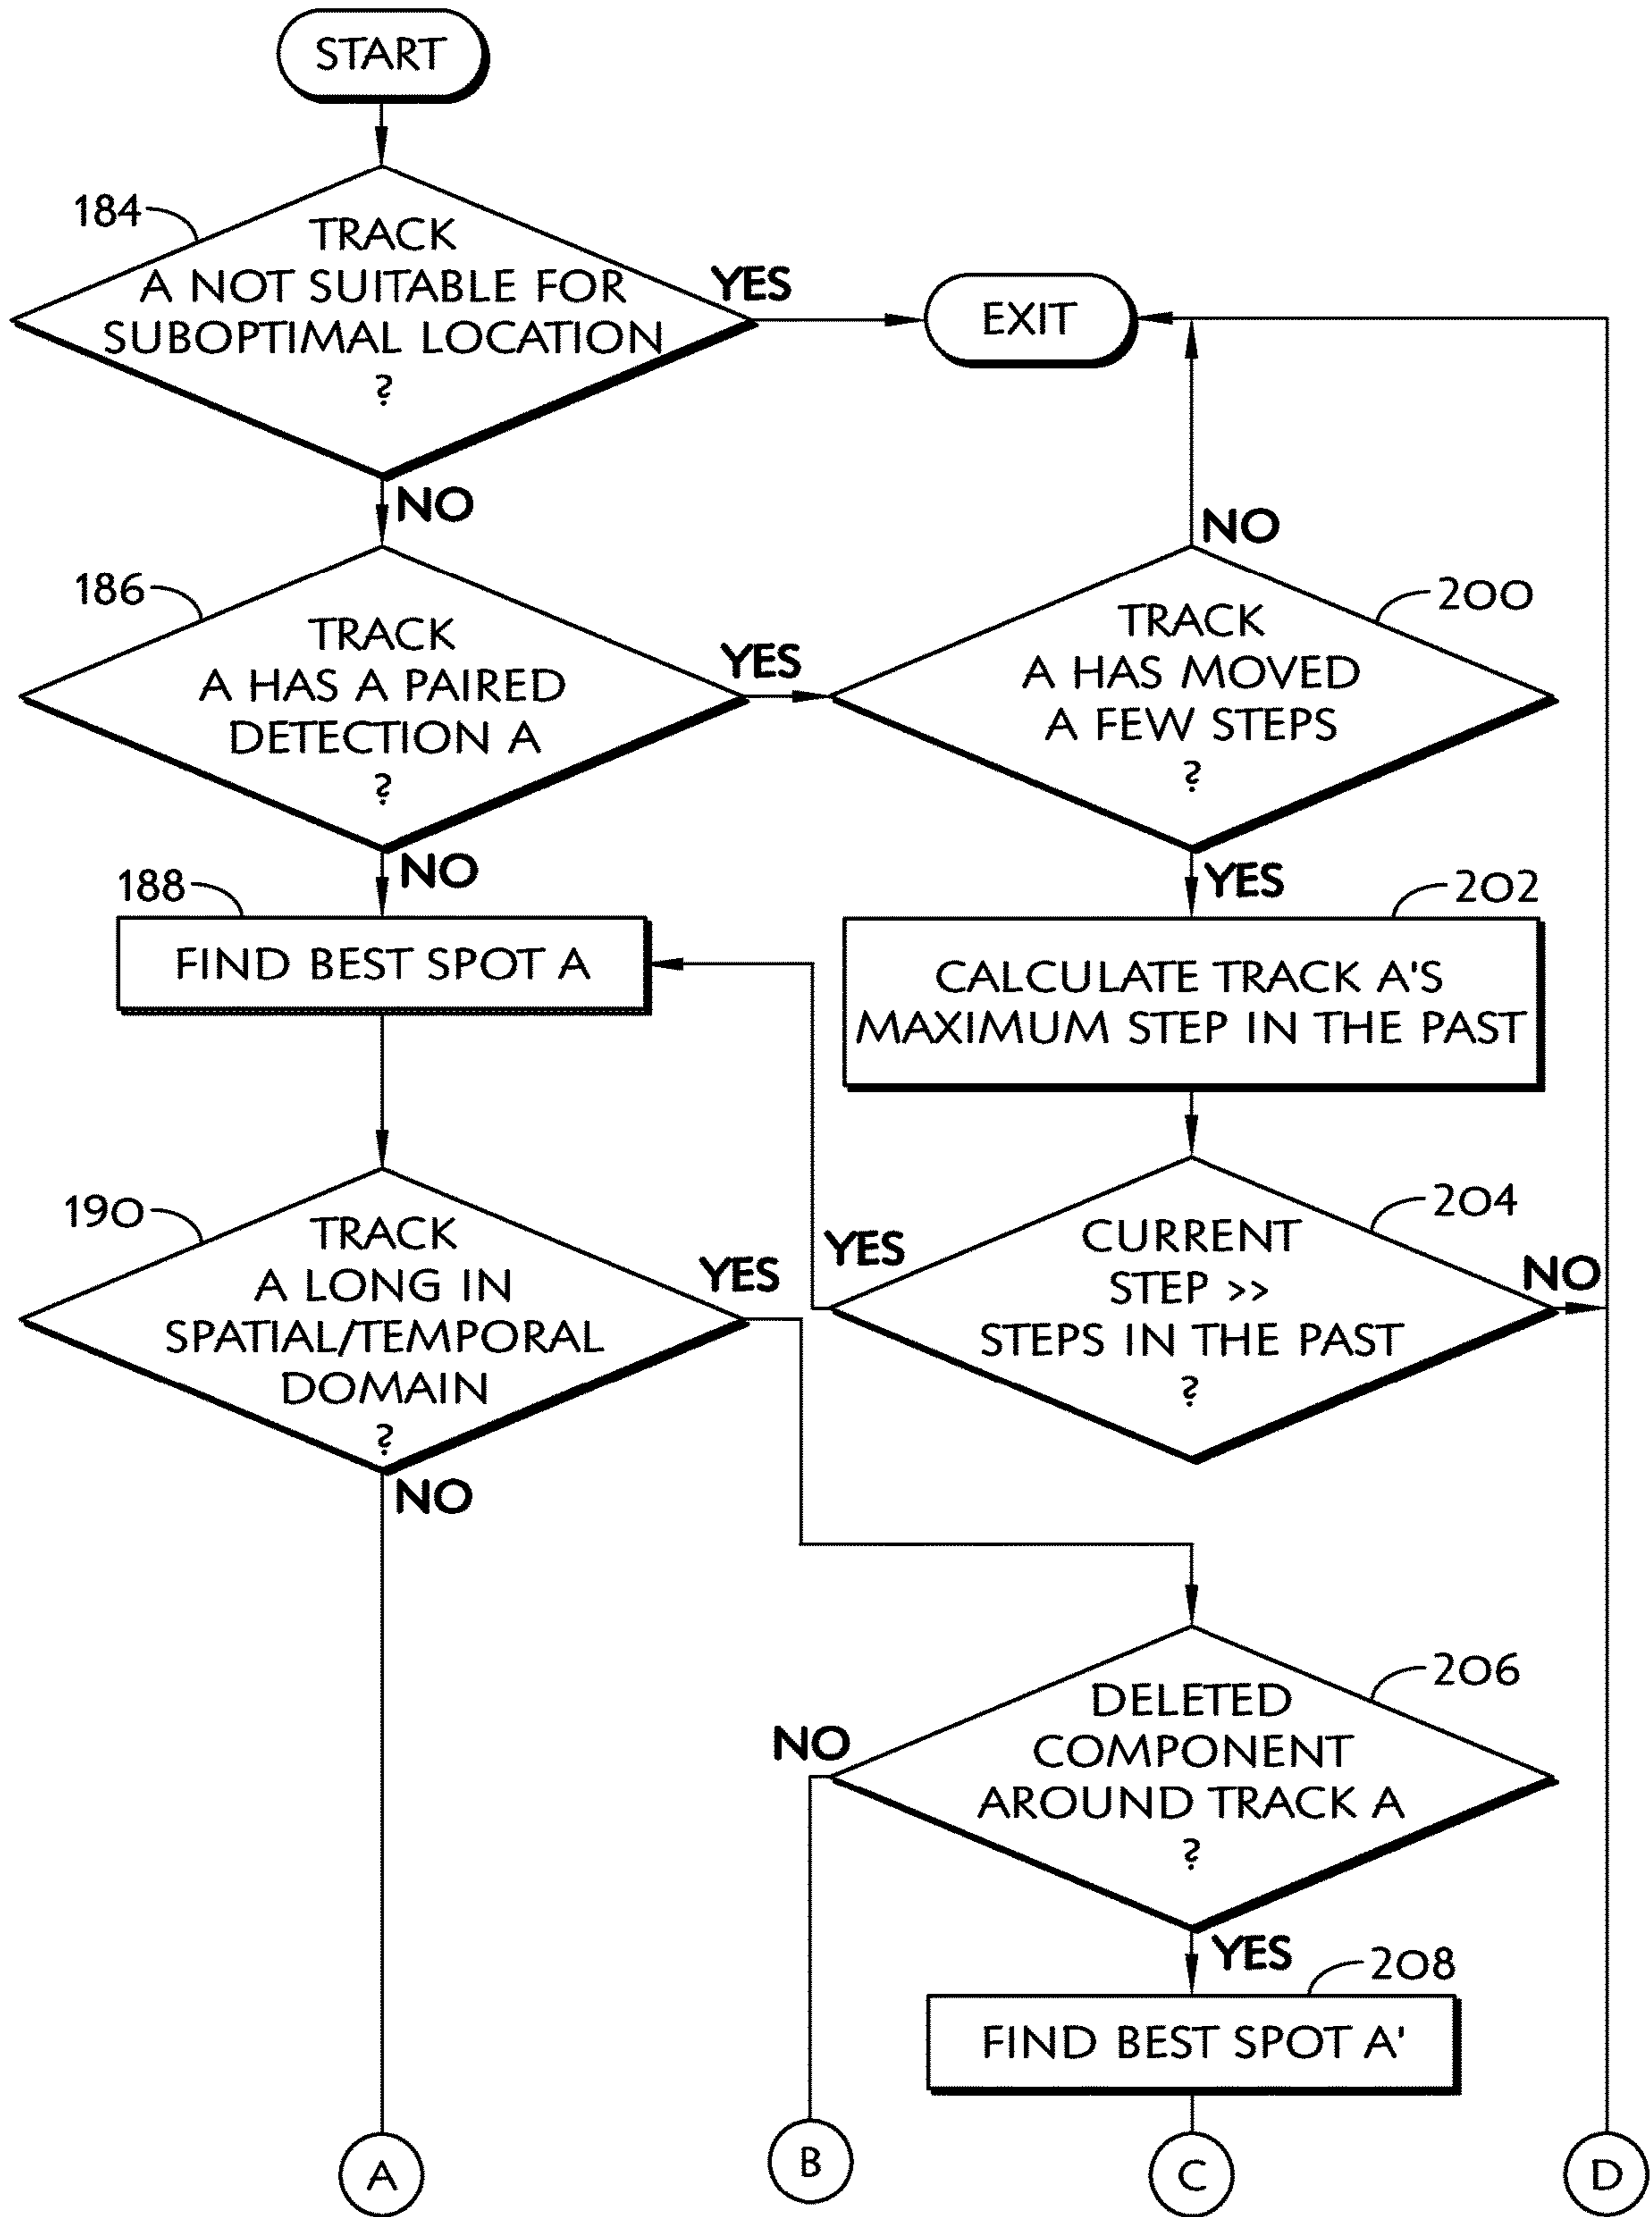 START
184
TRACK
A NOT SUITABLE FOR
SUBOPTIMAL LOCATION
?
YES
EXIT
NO
186
TRACK
A HAS A PAIRED
DETECTION A
?
YES
NO
200
TRACK
A HAS MOVED
A FEW STEPS
?
NO
YES
188
FIND BEST SPOT A
202
CALCULATE TRACK A'S
MAXIMUM STEP IN THE PAST
190
TRACK
A LONG IN
SPATIAL/TEMPORAL
DOMAIN
?
YES
NO
204
YES
CURRENT
STEP >>
STEPS IN THE PAST
?
NO
206
NO
DELETED
COMPONENT
AROUND TRACK A
?
YES
208
FIND BEST SPOT A'
A
B
C
D